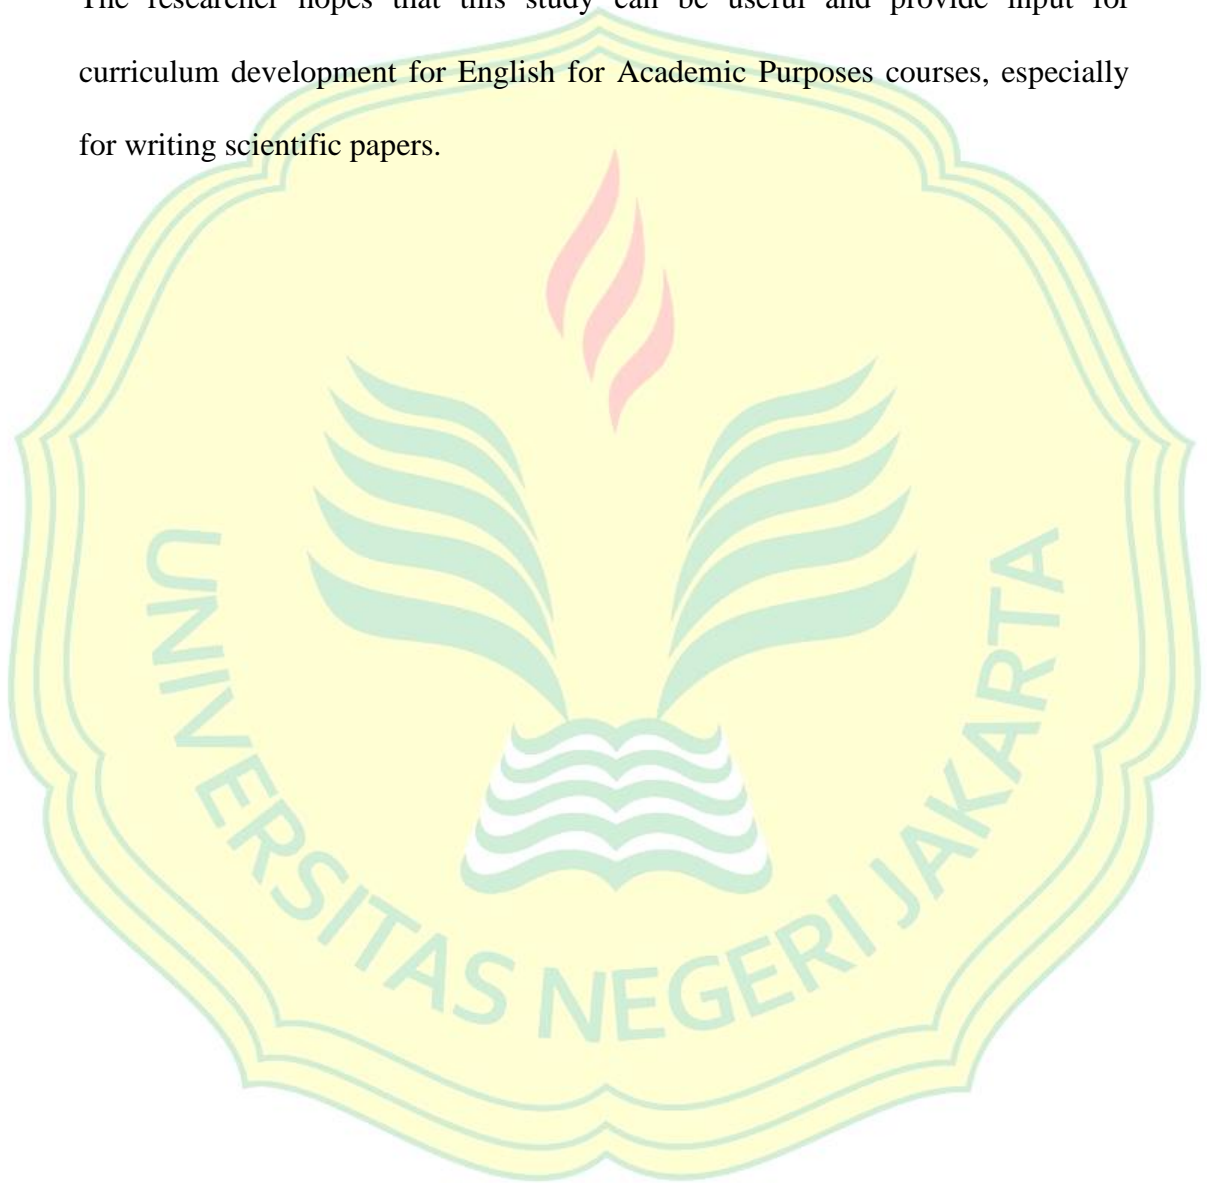 The researcher hopes that this study can be useful and provide input for
curriculum development for English for Academic Purposes courses, especially
for writing scientific papers.
UNIVERSITAS NEGERI JAKARTA